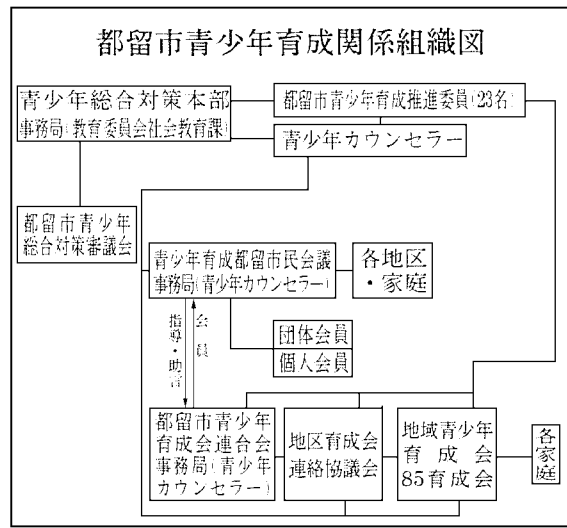 都留市青少年育成関係組織図
青少年総合対策本部
事務局(教育委員会社会教育課)
都留市青少年育成推進委員(23名)
青少年カウンセラー
都留市青少年
総合対策審議会
青少年育成都留市民会議
事務局(青少年カウンセラー)
各地区
・家庭
指導・助言
会員
団体会員
個人会員
都留市青少年
育成会連合会
事務局(青少年
カウンセラー)
地区育成会
連絡協議会
地域青少年
育成会
85育成会
各家庭